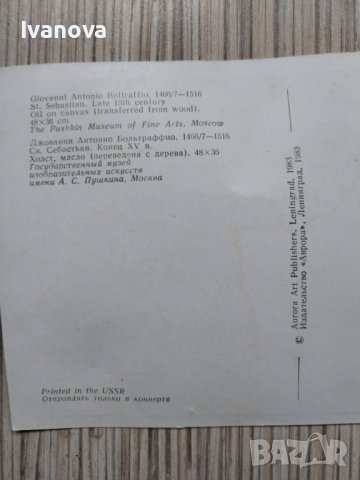 Ivanova
Giovanni Antonio Boltraffio. 1466/7—1516
St. Sebastian. Late 15th century
Oil on canvas (transferred from wood).
48×36 cm
The Pushkin Museum of Fine Arts, Moscow
Джованни Антонио Больтраффио. 1466/7—1516
Св. Себастьян. Конец XV в.
Холст, масло (переведена с дерева). 48×36
Государственный музей
изобразительных искусств
имени А. С. Пушкина, Москва
© Aurora Art Publishers, Leningrad, 1983
Издательство «Аврора», Ленинград, 1983
Printed in the USSR
Отправлять только в конверте
BAZAR